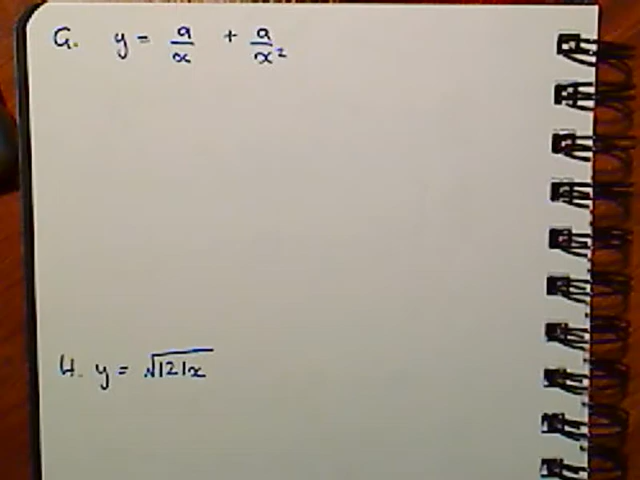 G. y = a/x + a/x²
H. y = √121x